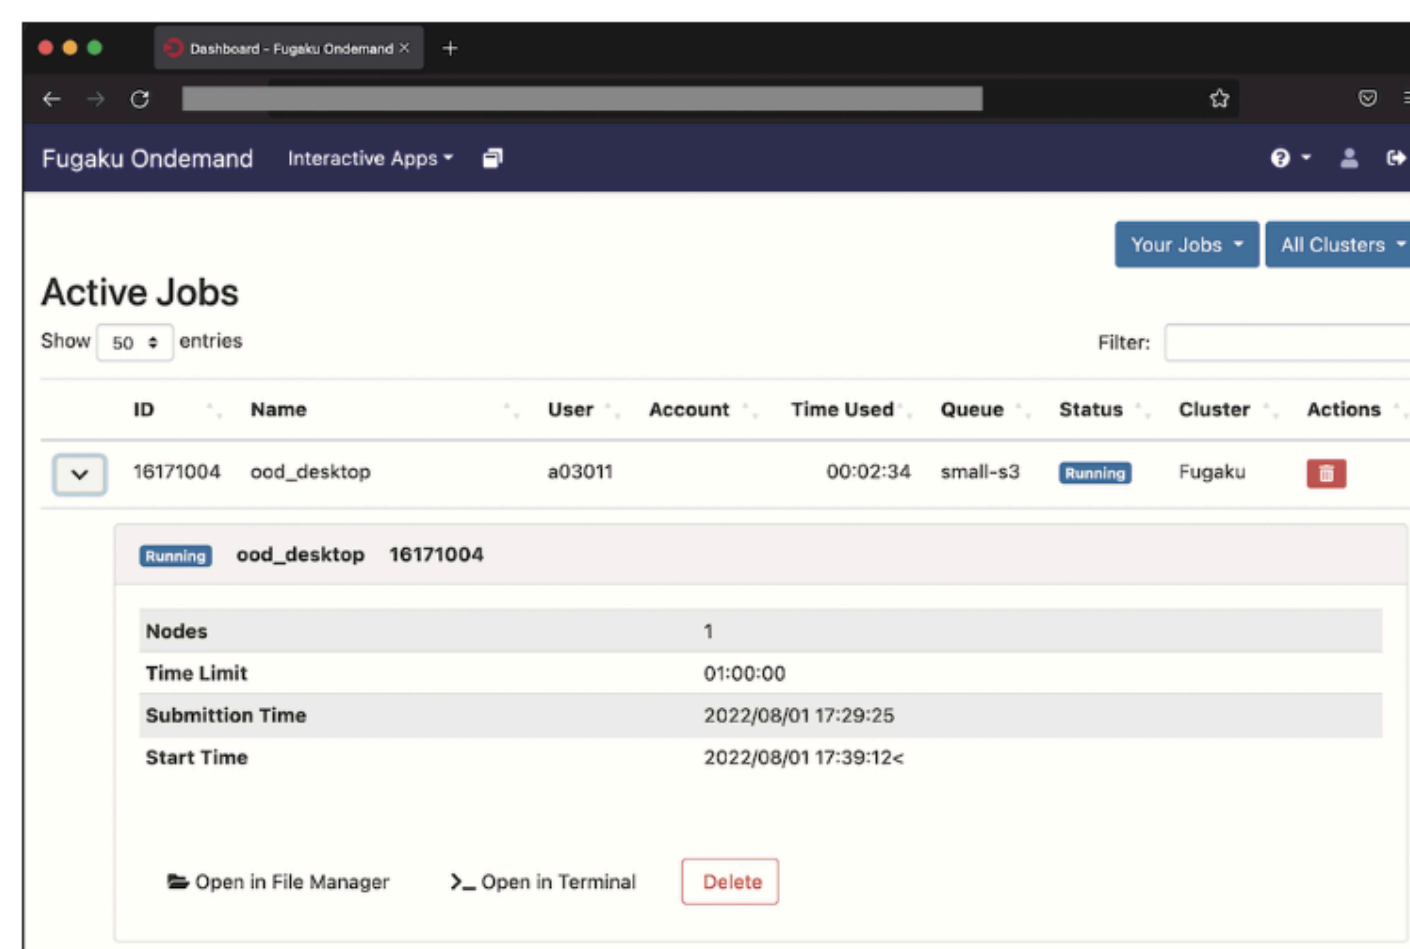 Dashboard - Fugaku Ondemand
Fugaku Ondemand Interactive Apps
Your Jobs All Clusters
Active Jobs
Show 50 entries Filter:
ID Name User Account Time Used Queue Status Cluster Actions
16171004 ood_desktop a03011 00:02:34 small-s3 Running Fugaku
Running ood_desktop 16171004
Nodes 1
Time Limit 01:00:00
Submittion Time 2022/08/01 17:29:25
Start Time 2022/08/01 17:39:12<
Open in File Manager >_ Open in Terminal Delete